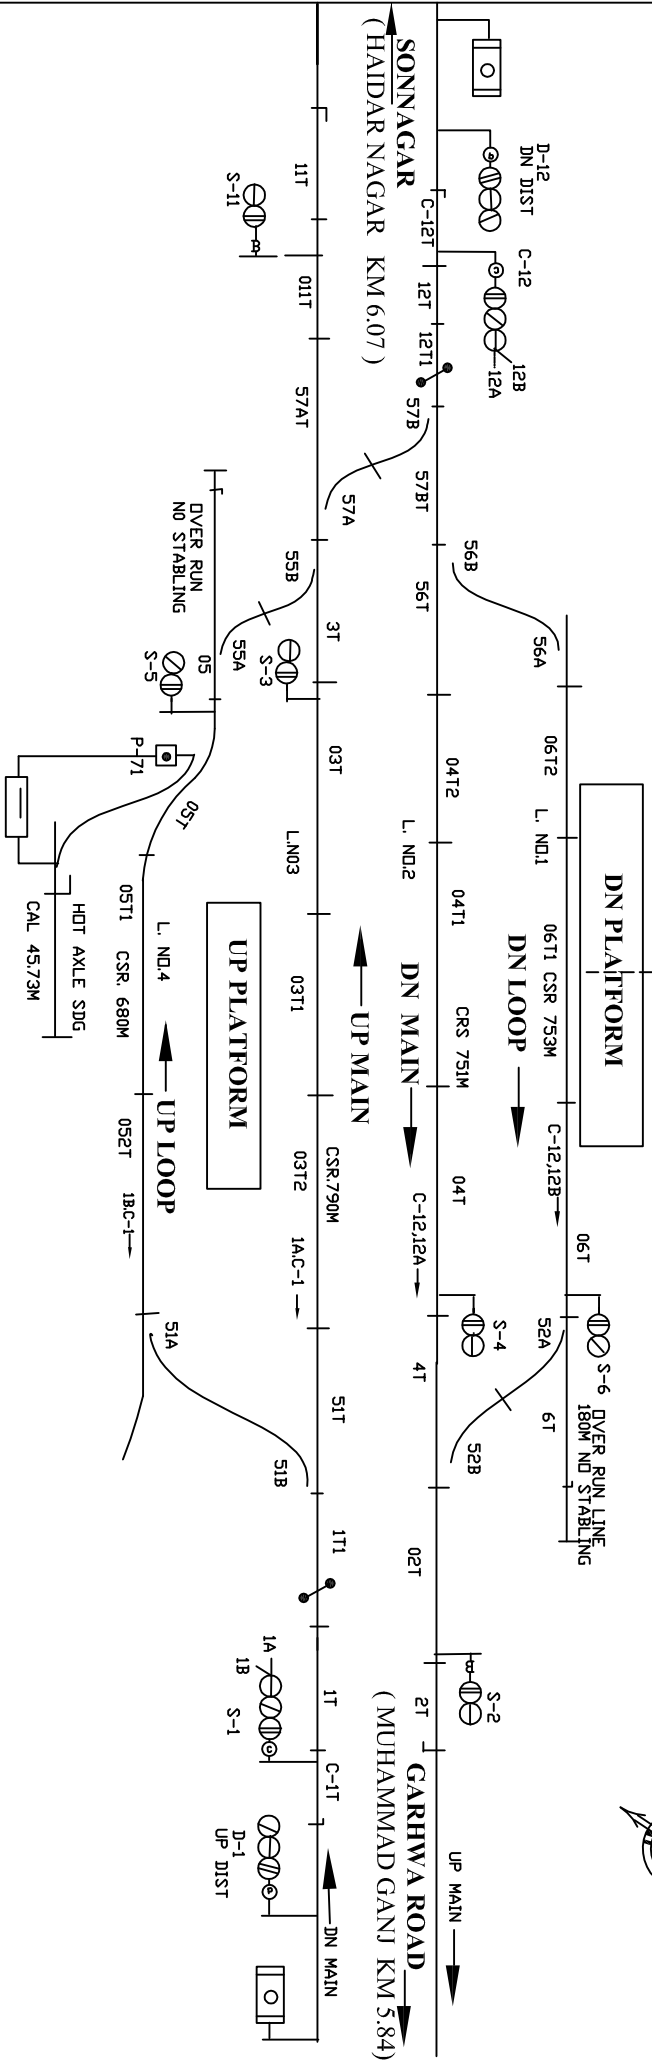 SONNAGAR
( HAIDAR NAGAR KM 6.07 )
D-12
DN DIST
C-12
12B
12A
C-12T
12T
12T1
57B
57BT
56B
56T
56A
11T
S-11
011T
57AT
57A
55B
3T
S-3
55A
OVER RUN
NO STABLING
05
S-5
P-71
05T
HOT AXLE SDG
CAL 45.73M
05T1
CSR. 680M
L. NO.4
UP LOOP
052T
1B,C-1
51A
03T
L.NO3
03T1
UP PLATFORM
UP MAIN
CSR.790M
03T2
1A,C-1
51T
51B
1T1
04T2
L. NO.2
04T1
DN MAIN
CRS 751M
04T
C-12,12A
S-4
4T
52B
06T2
L. NO.1
DN PLATFORM
06T1 CSR 753M
DN LOOP
C-12,12B
06T
52A
S-6
6T
OVER RUN LINE
180M NO STABLING
02T
S-2
2T
1A
1B
S-1
1T
C-1T
D-1
UP DIST
DN MAIN
UP MAIN
GARHWA ROAD
( MUHAMMAD GANJ KM 5.84)